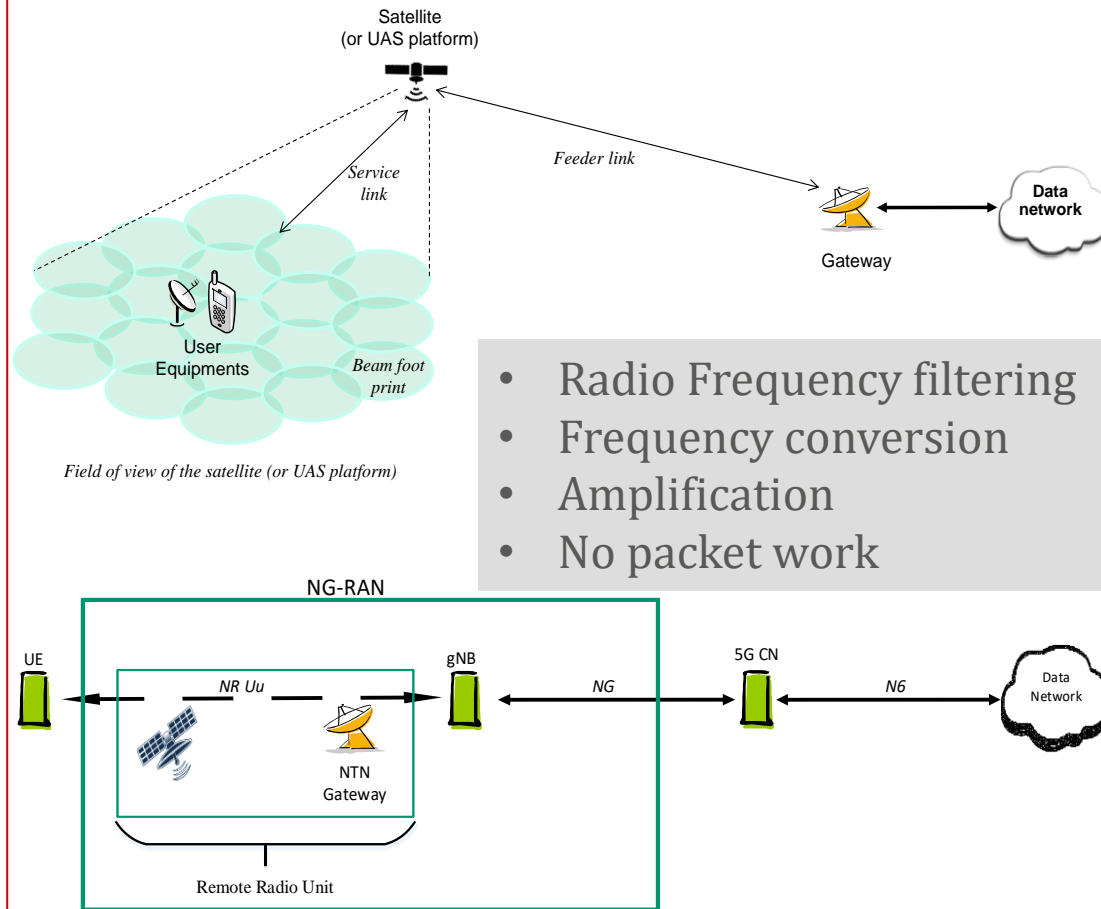 Satellite
(or UAS platform)
Feeder link
Service
link
Data
network
Gateway
User
Equipments
Beam foot
print
Field of view of the satellite (or UAS platform)
• Radio Frequency filtering
• Frequency conversion
• Amplification
• No packet work
NG-RAN
UE
NR Uu
gNB
NG
5G CN
N6
Data
Network
NTN
Gateway
Remote Radio Unit